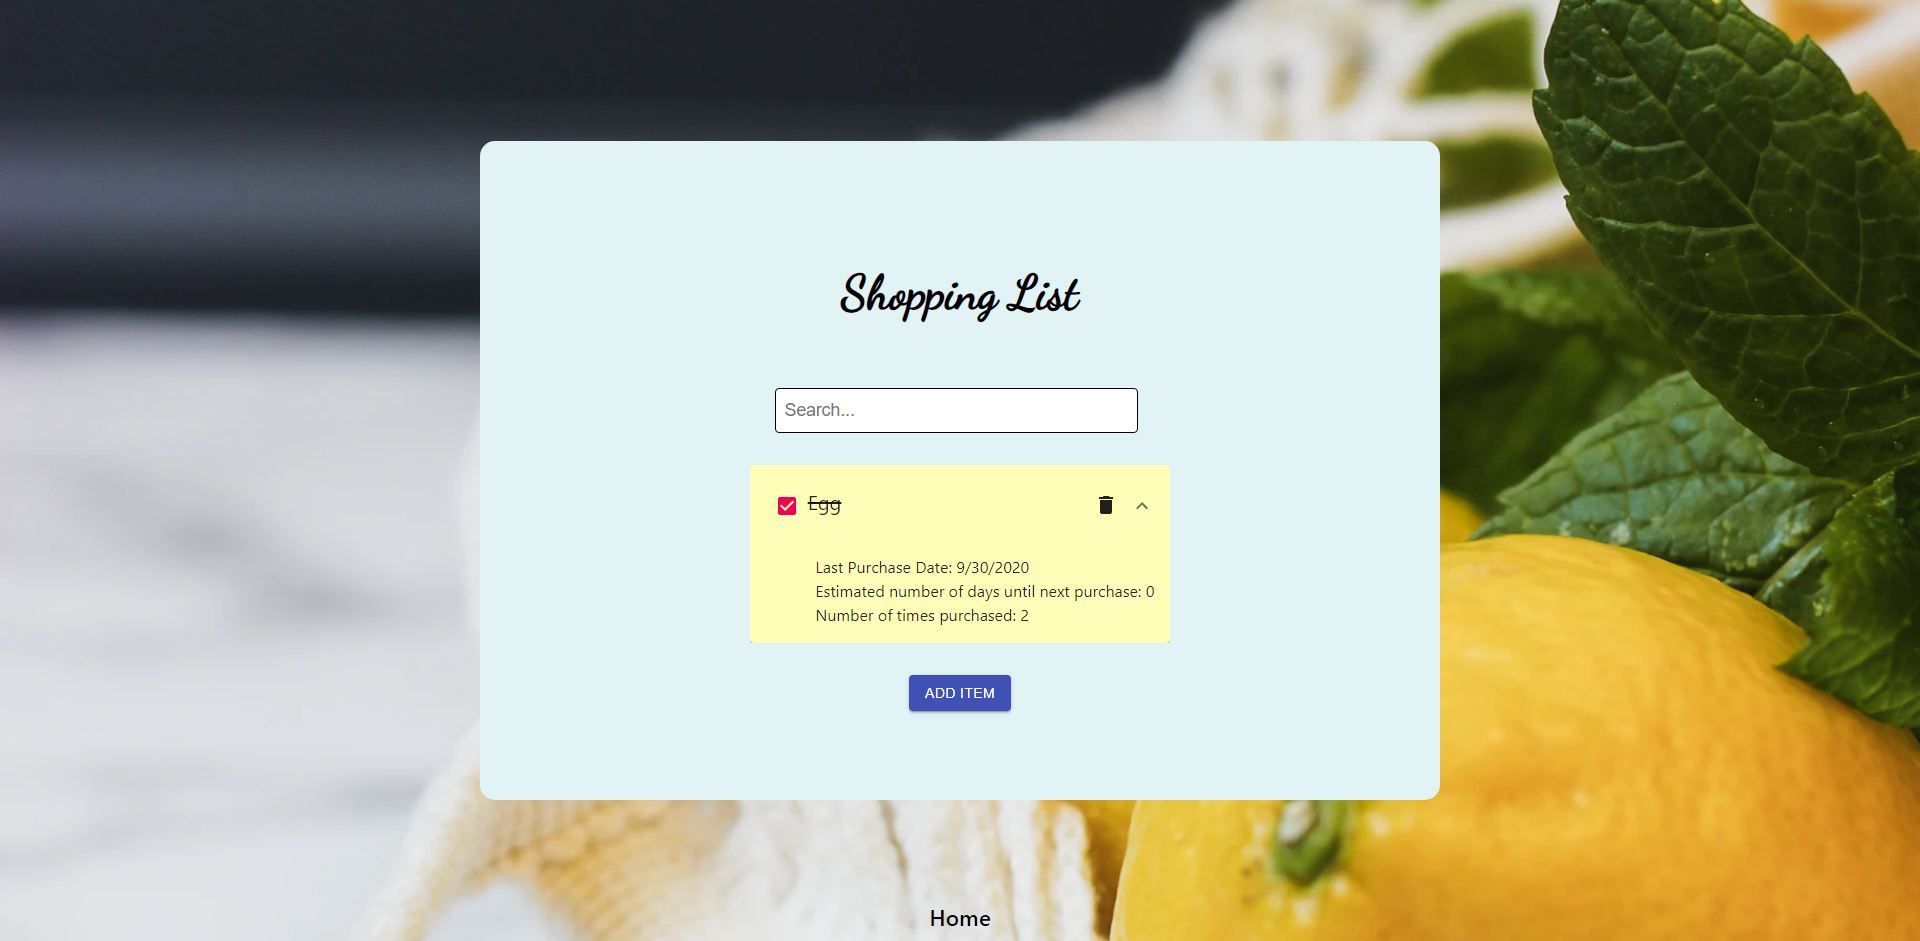 Shopping List
Search...
Egg
Last Purchase Date: 9/30/2020
Estimated number of days until next purchase: 0
Number of times purchased: 2
ADD ITEM
Home